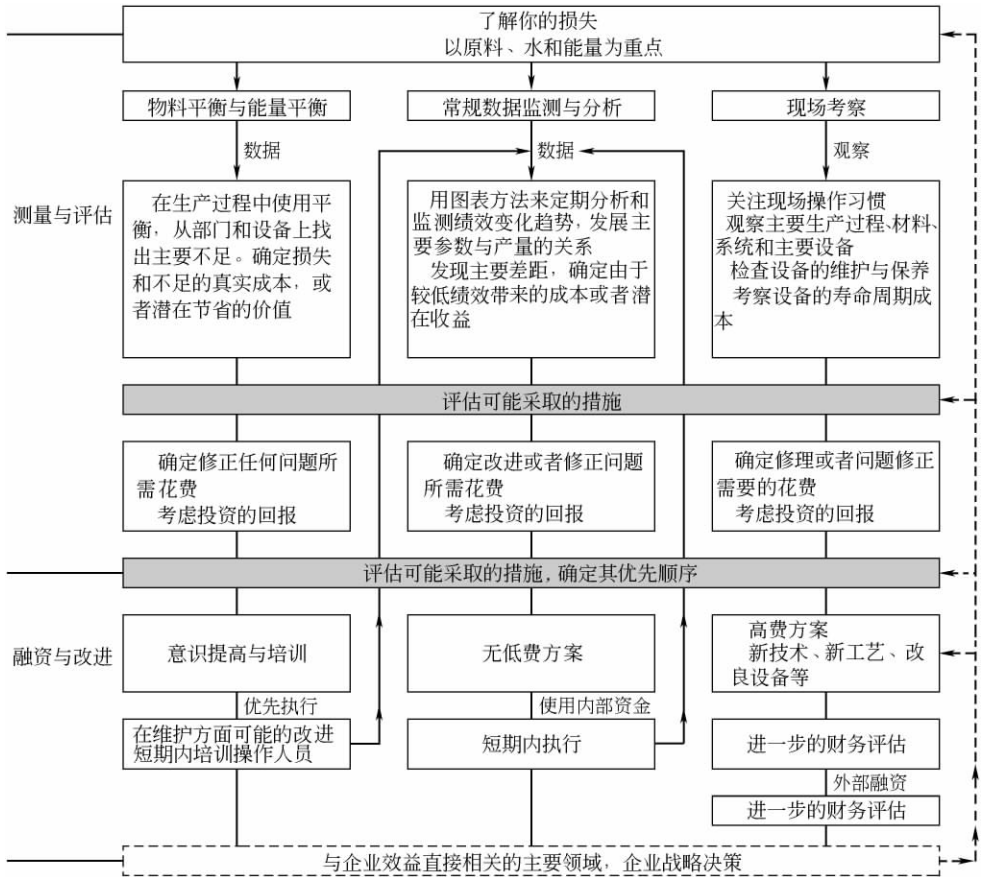 了解你的损失
以原料、水和能量为重点
物料平衡与能量平衡
常规数据监测与分析
现场考察
数据
数据
观察
测量与评估
在生产过程中使用平
衡，从部门和设备上找
出主要不足。确定损失
和不足的真实成本，或
者潜在节省的价值
用图表方法来定期分析和
监测绩效变化趋势，发展主
要参数与产量的关系
发现主要差距，确定由于
较低绩效带来的成本或者潜
在收益
关注现场操作习惯
观察主要生产过程、材料、
系统和主要设备
检查设备的维护与保养
考察设备的寿命周期成
本
评估可能采取的措施
确定修正任何问题所
需花费
考虑投资的回报
确定改进或者修正问题
所需花费
考虑投资的回报
确定修理或者问题修正
需要的花费
考虑投资的回报
评估可能采取的措施，确定其优先顺序
融资与改进
意识提高与培训
无低费方案
高费方案
新技术、新工艺、改
良设备等
优先执行
使用内部资金
在维护方面可能的改进
短期内培训操作人员
短期内执行
进一步的财务评估
外部融资
进一步的财务评估
与企业效益直接相关的主要领域，企业战略决策